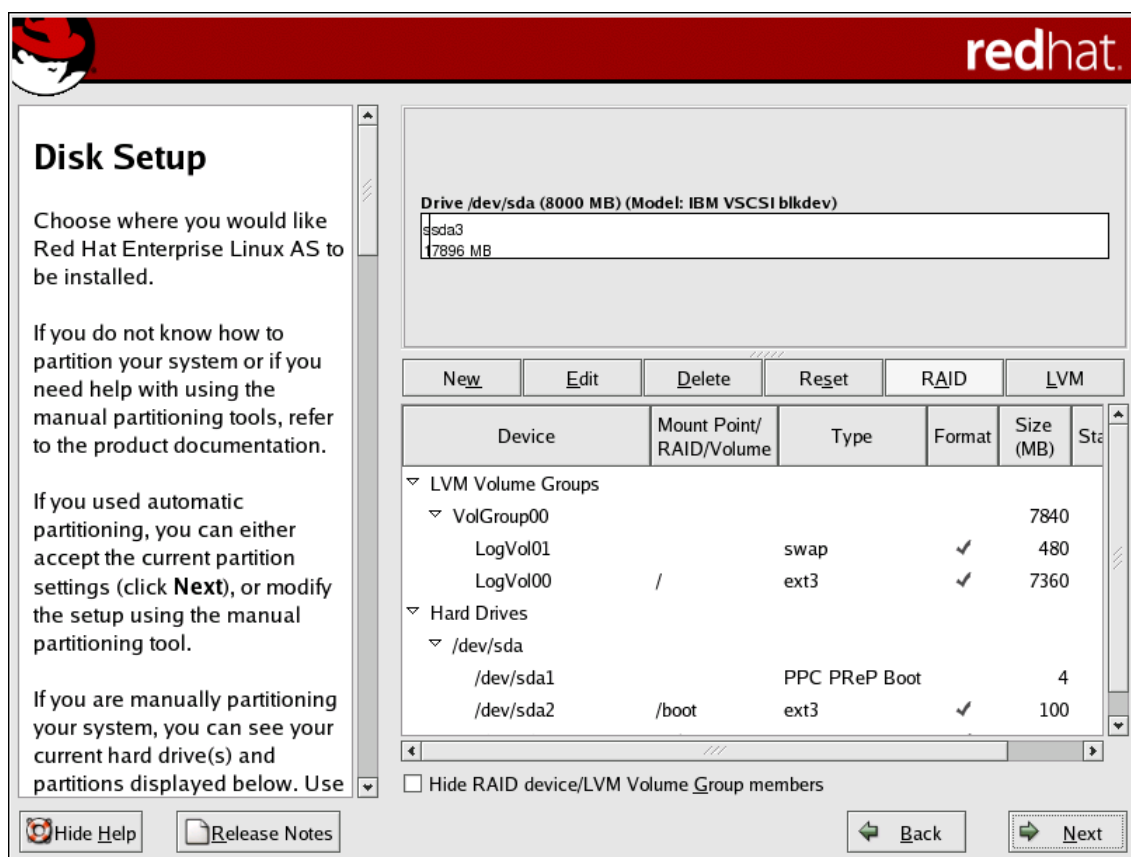 redhat.
Disk Setup
Choose where you would like
Red Hat Enterprise Linux AS to
be installed.
If you do not know how to
partition your system or if you
need help with using the
manual partitioning tools, refer
to the product documentation.
If you used automatic
partitioning, you can either
accept the current partition
settings (click Next), or modify
the setup using the manual
partitioning tool.
If you are manually partitioning
your system, you can see your
current hard drive(s) and
partitions displayed below. Use
Drive /dev/sda (8000 MB) (Model: IBM VSCSI blkdev)
sda3
7896 MB
New Edit Delete Reset RAID LVM
Device Mount Point/ RAID/Volume Type Format Size (MB)
LVM Volume Groups
VolGroup00 7840
LogVol01 swap 480
LogVol00 / ext3 7360
Hard Drives
/dev/sda
/dev/sda1 PPC PReP Boot 4
/dev/sda2 /boot ext3 100
Hide RAID device/LVM Volume Group members
Hide Help Release Notes Back Next